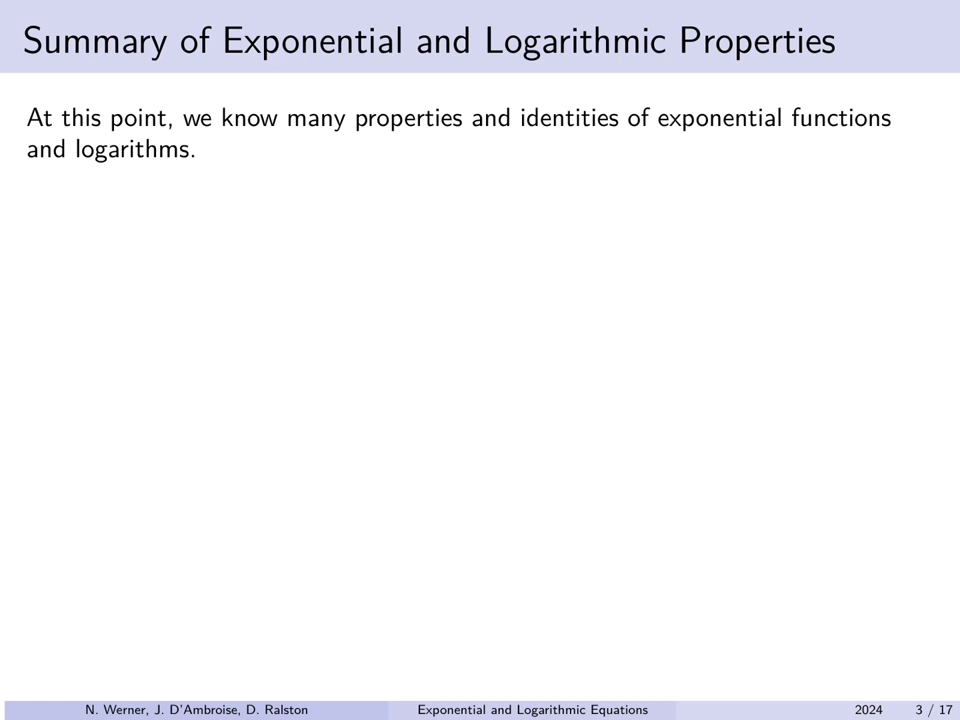 Summary of Exponential and Logarithmic Properties
At this point, we know many properties and identities of exponential functions
and logarithms.
N. Werner, J. D'Ambroise, D. Ralston
Exponential and Logarithmic Equations
2024
3 / 17